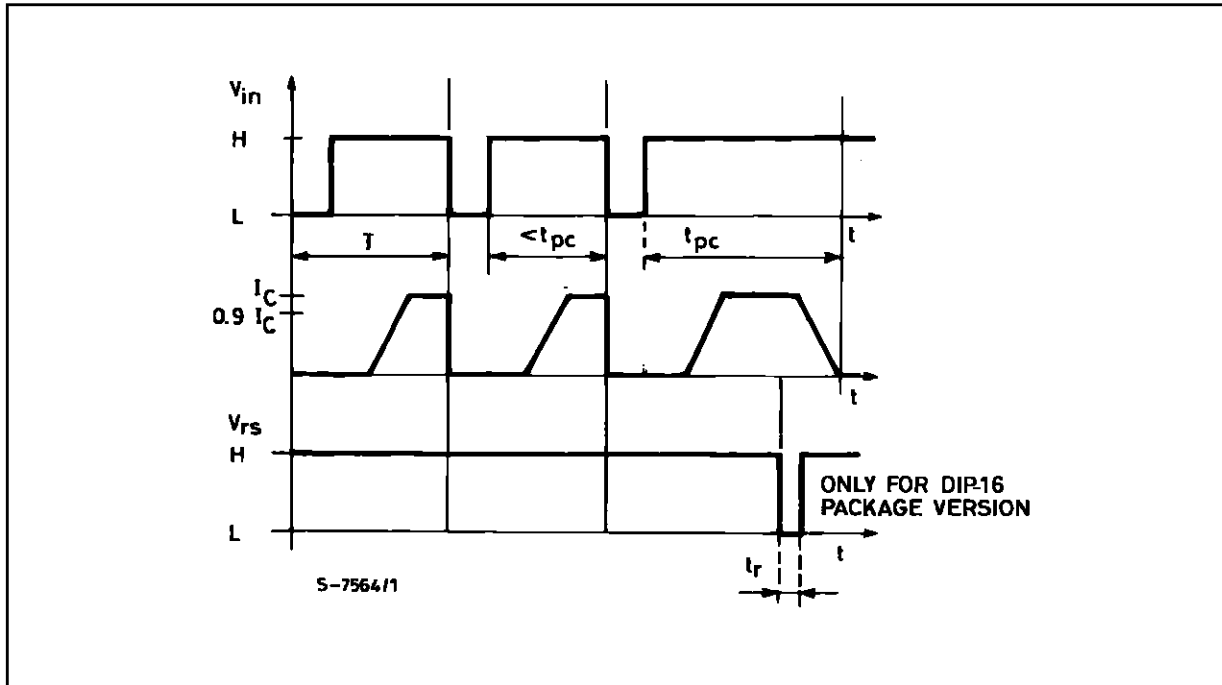 Vin
H
L
t
T
<tpc
tpc
IC
0.9 IC
t
Vrs
H
ONLY FOR DIP-16
PACKAGE VERSION
L
t
tr
S-7564/1